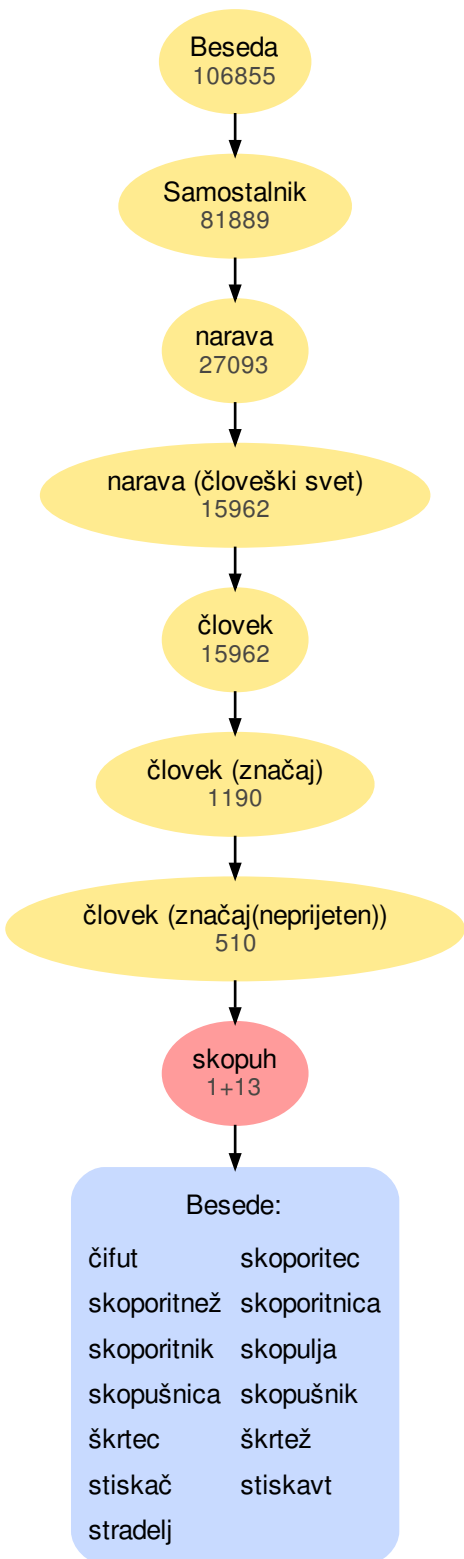 Beseda
106855
Samostalnik
81889
narava
27093
narava (človeški svet)
15962
človek
15962
človek (značaj)
1190
človek (značaj(neprijeten))
510
skopuh
1+13
Besede:
čifut skoporitec
skoporitnež skoporitnica
skoporitnik skopulja
skopušnica skopušnik
škrtec škrtež
stiskač stiskavt
stradelj